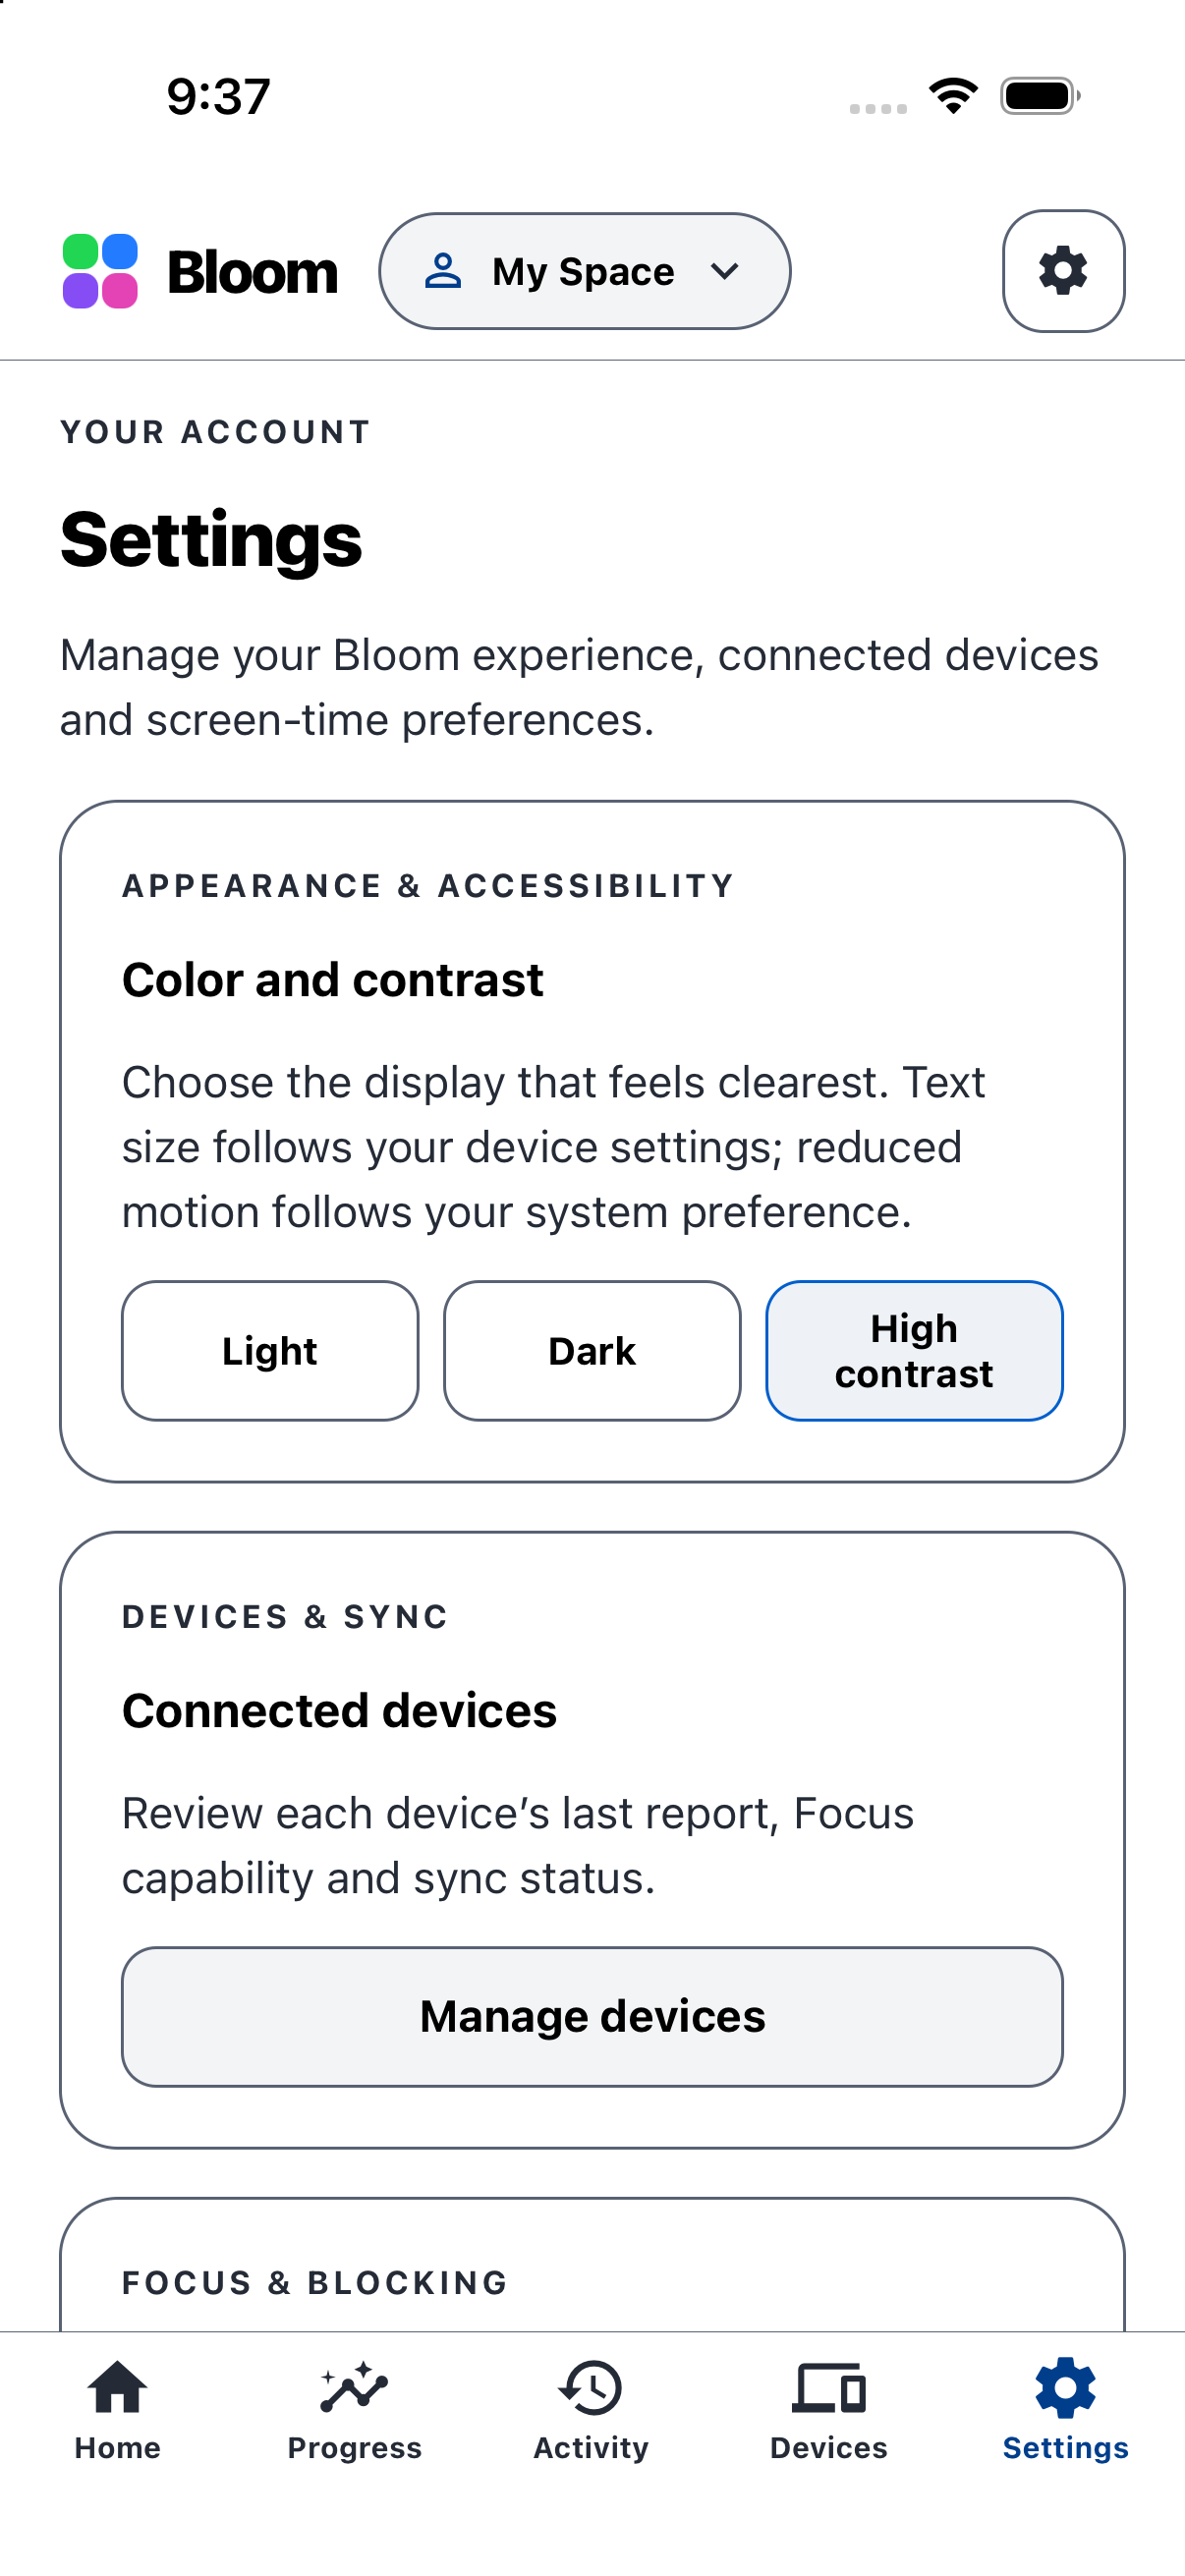 9:37
Bloom
My Space
YOUR ACCOUNT
Settings
Manage your Bloom experience, connected devices
and screen-time preferences.
APPEARANCE & ACCESSIBILITY
Color and contrast
Choose the display that feels clearest. Text
size follows your device settings; reduced
motion follows your system preference.
Light
Dark
High
contrast
DEVICES & SYNC
Connected devices
Review each device’s last report, Focus
capability and sync status.
Manage devices
FOCUS & BLOCKING
Home
Progress
Activity
Devices
Settings